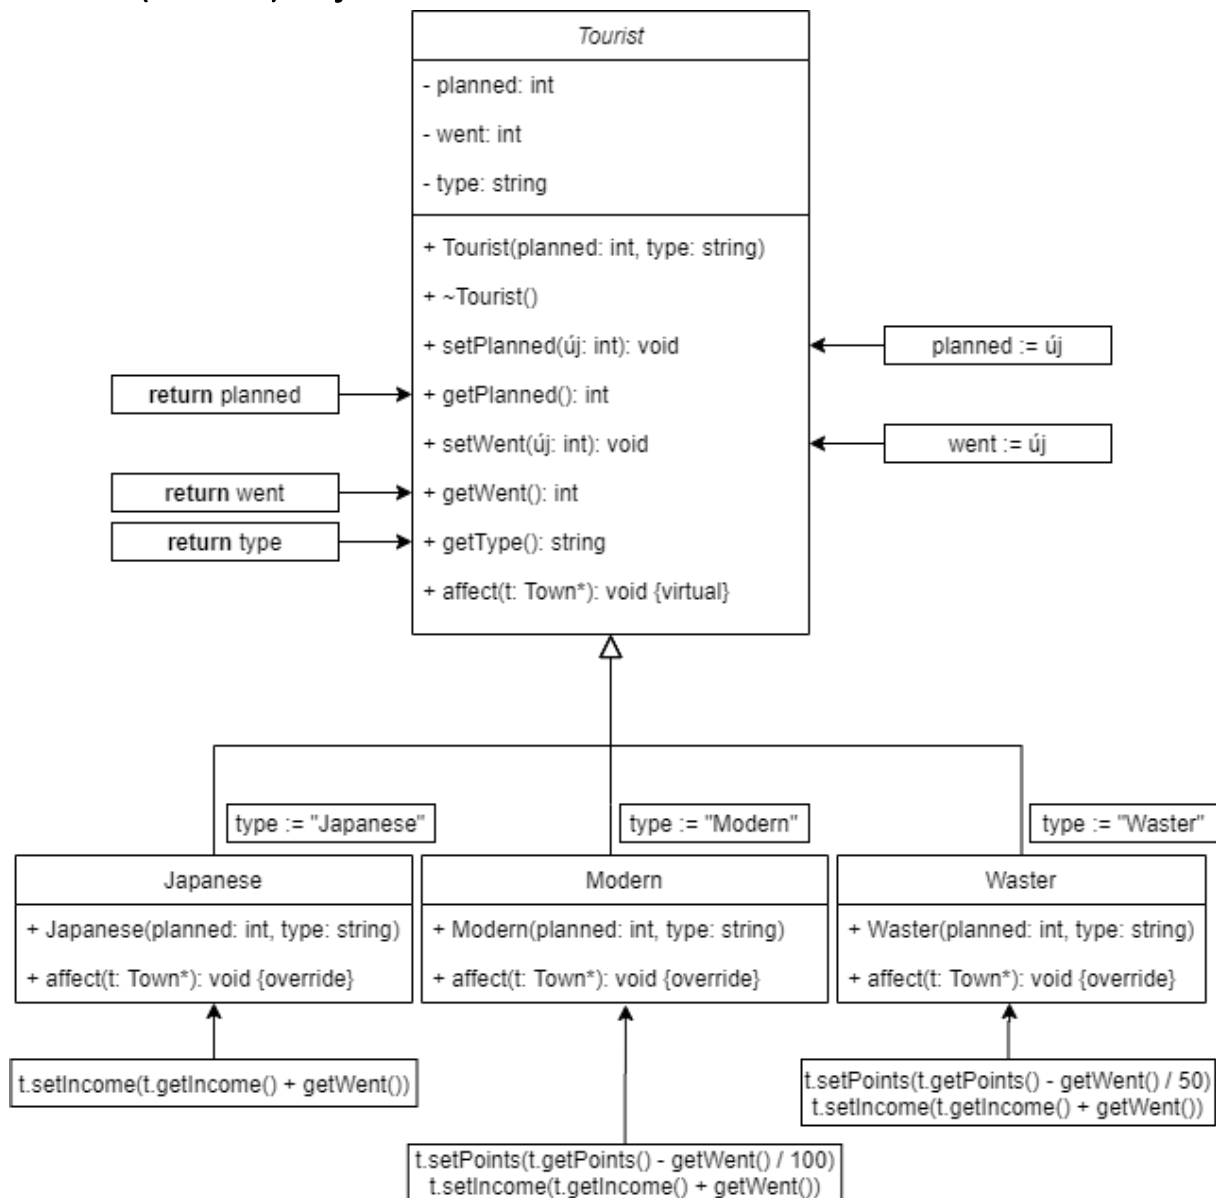 Tourist
- planned: int
- went: int
- type: string
+ Tourist(planned: int, type: string)
+ ~Tourist()
+ setPlanned(új: int): void
planned := új
return planned
+ getPlanned(): int
+ setWent(új: int): void
went := új
return went
+ getWent(): int
return type
+ getType(): string
+ affect(t: Town*): void {virtual}
type := "Japanese"
type := "Modern"
type := "Waster"
Japanese
+ Japanese(planned: int, type: string)
+ affect(t: Town*): void {override}
Modern
+ Modern(planned: int, type: string)
+ affect(t: Town*): void {override}
Waster
+ Waster(planned: int, type: string)
+ affect(t: Town*): void {override}
t.setIncome(t.getIncome() + getWent())
t.setPoints(t.getPoints() - getWent() / 100)
t.setIncome(t.getIncome() + getWent())
t.setPoints(t.getPoints() - getWent() / 50)
t.setIncome(t.getIncome() + getWent())